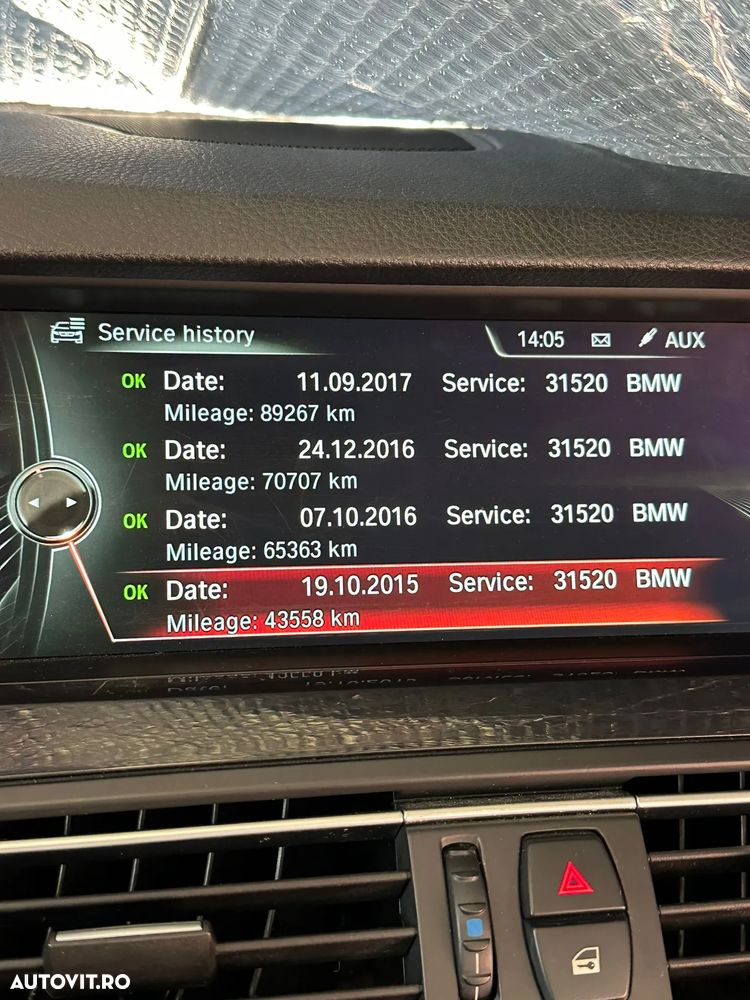 Service history
14:05 AUX
OK Date: 11.09.2017 Service: 31520 BMW
Mileage: 89267 km
OK Date: 24.12.2016 Service: 31520 BMW
Mileage: 70707 km
OK Date: 07.10.2016 Service: 31520 BMW
Mileage: 65363 km
OK Date: 19.10.2015 Service: 31520 BMW
Mileage: 43558 km
AUTOVIT.RO